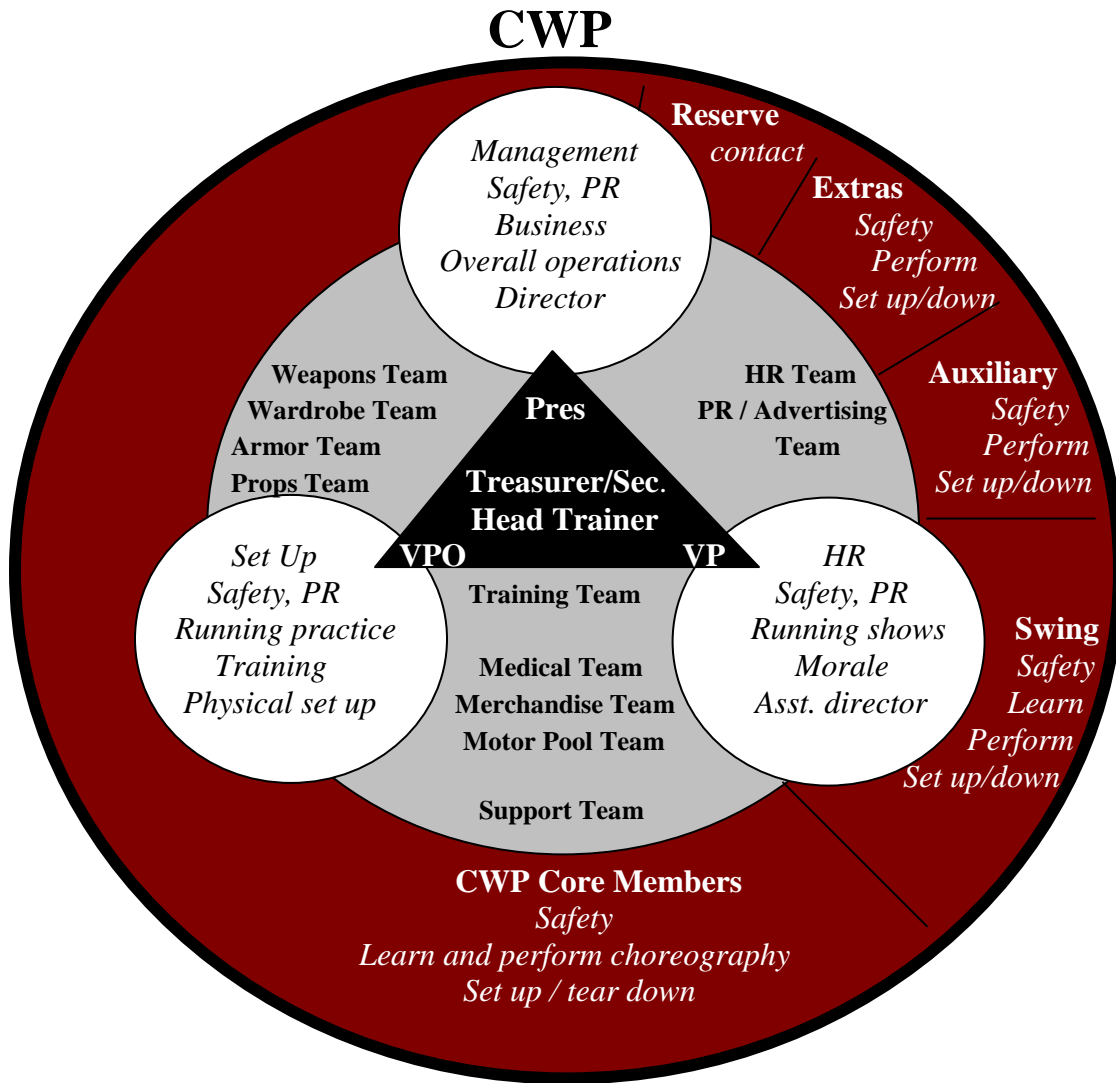 CWP
Management
Safety, PR
Business
Overall operations
Director
Reserve
contact
Extras
Safety
Perform
Set up/down
Auxiliary
Safety
Perform
Set up/down
Swing
Safety
Learn
Perform
Set up/down
Weapons Team
Wardrobe Team
Armor Team
Props Team
HR Team
PR / Advertising
Team
Pres
Treasurer/Sec.
Head Trainer
VPO
VP
Set Up
Safety, PR
Running practice
Training
Physical set up
HR
Safety, PR
Running shows
Morale
Asst. director
Training Team
Medical Team
Merchandise Team
Motor Pool Team
Support Team
CWP Core Members
Safety
Learn and perform choreography
Set up / tear down